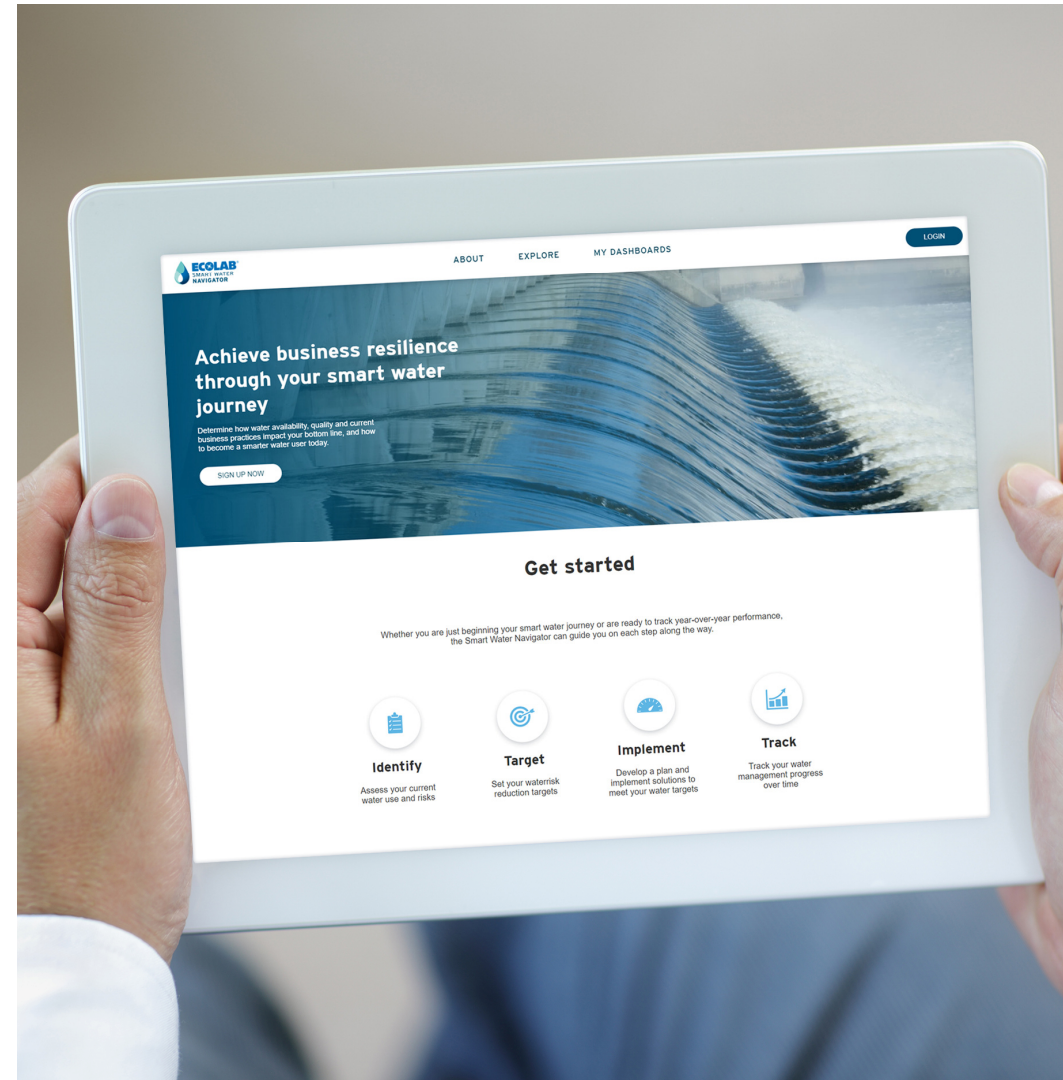 ECOLAB®
SMART WATER
NAVIGATOR
ABOUT
EXPLORE
MY DASHBOARDS
LOGIN
Achieve business resilience
through your smart water
journey
Determine how water availability, quality and current
business practices impact your bottom line, and how
to become a smarter water user today.
SIGN UP NOW
Get started
Whether you are just beginning your smart water journey or are ready to track year-over-year performance,
the Smart Water Navigator can guide you on each step along the way.
Identify
Assess your current
water use and risks
Target
Set your waterrisk
reduction targets
Implement
Develop a plan and
implement solutions to
meet your water targets
Track
Track your water
management progress
over time